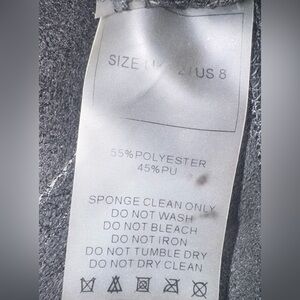 SIZE
US 8
55%POLYESTER
45%PU
SPONGE CLEAN ONLY
DO NOT WASH
DO NOT BLEACH
DO NOT IRON
DO NOT TUMBLE DRY
DO NOT DRY CLEAN